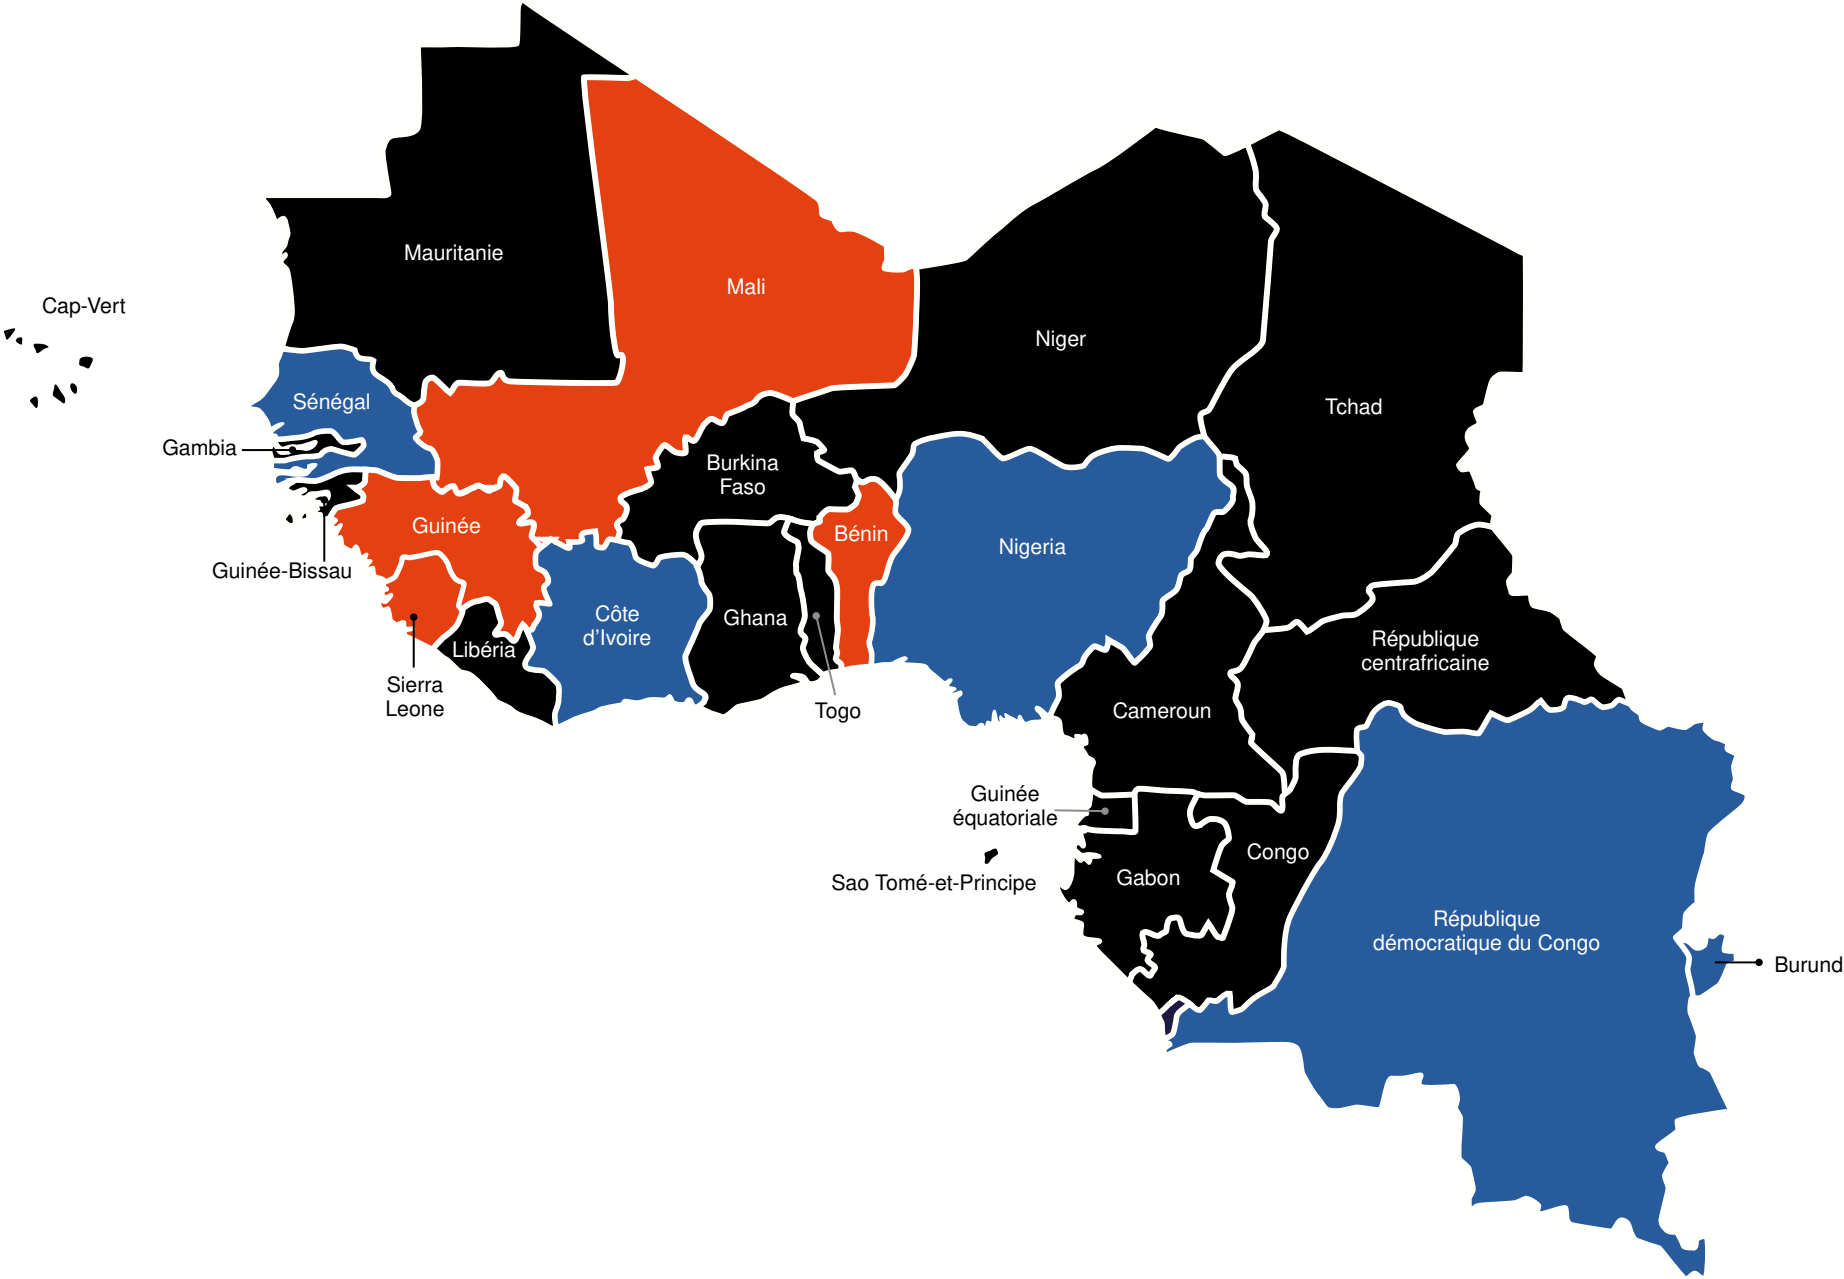 Mauritanie
Mali
Cap-Vert
Niger
Sénégal
Tchad
Gambia
Burkina
Faso
Guinée
Bénin
Nigeria
Guinée-Bissau
Côte
d'Ivoire
Ghana
Libéria
République
centrafricaine
Sierra
Leone
Togo
Cameroun
Guinée
équatoriale
Congo
Sao Tomé-et-Principe
Gabon
République
démocratique du Congo
Burund